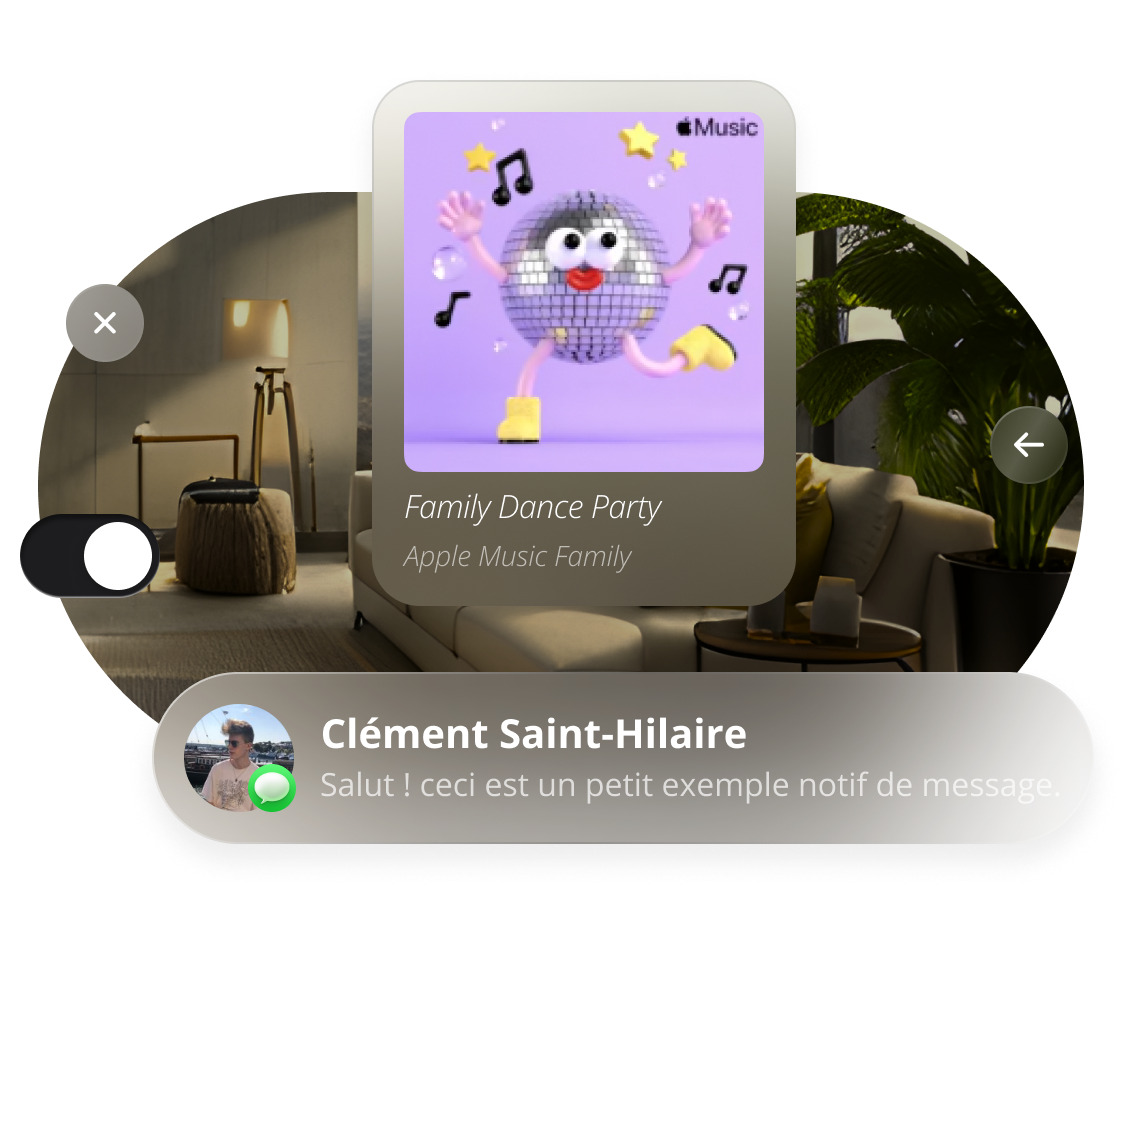 Music
Family Dance Party
Apple Music Family
Clément Saint-Hilaire
Salut ! ceci est un petit exemple notif de message.